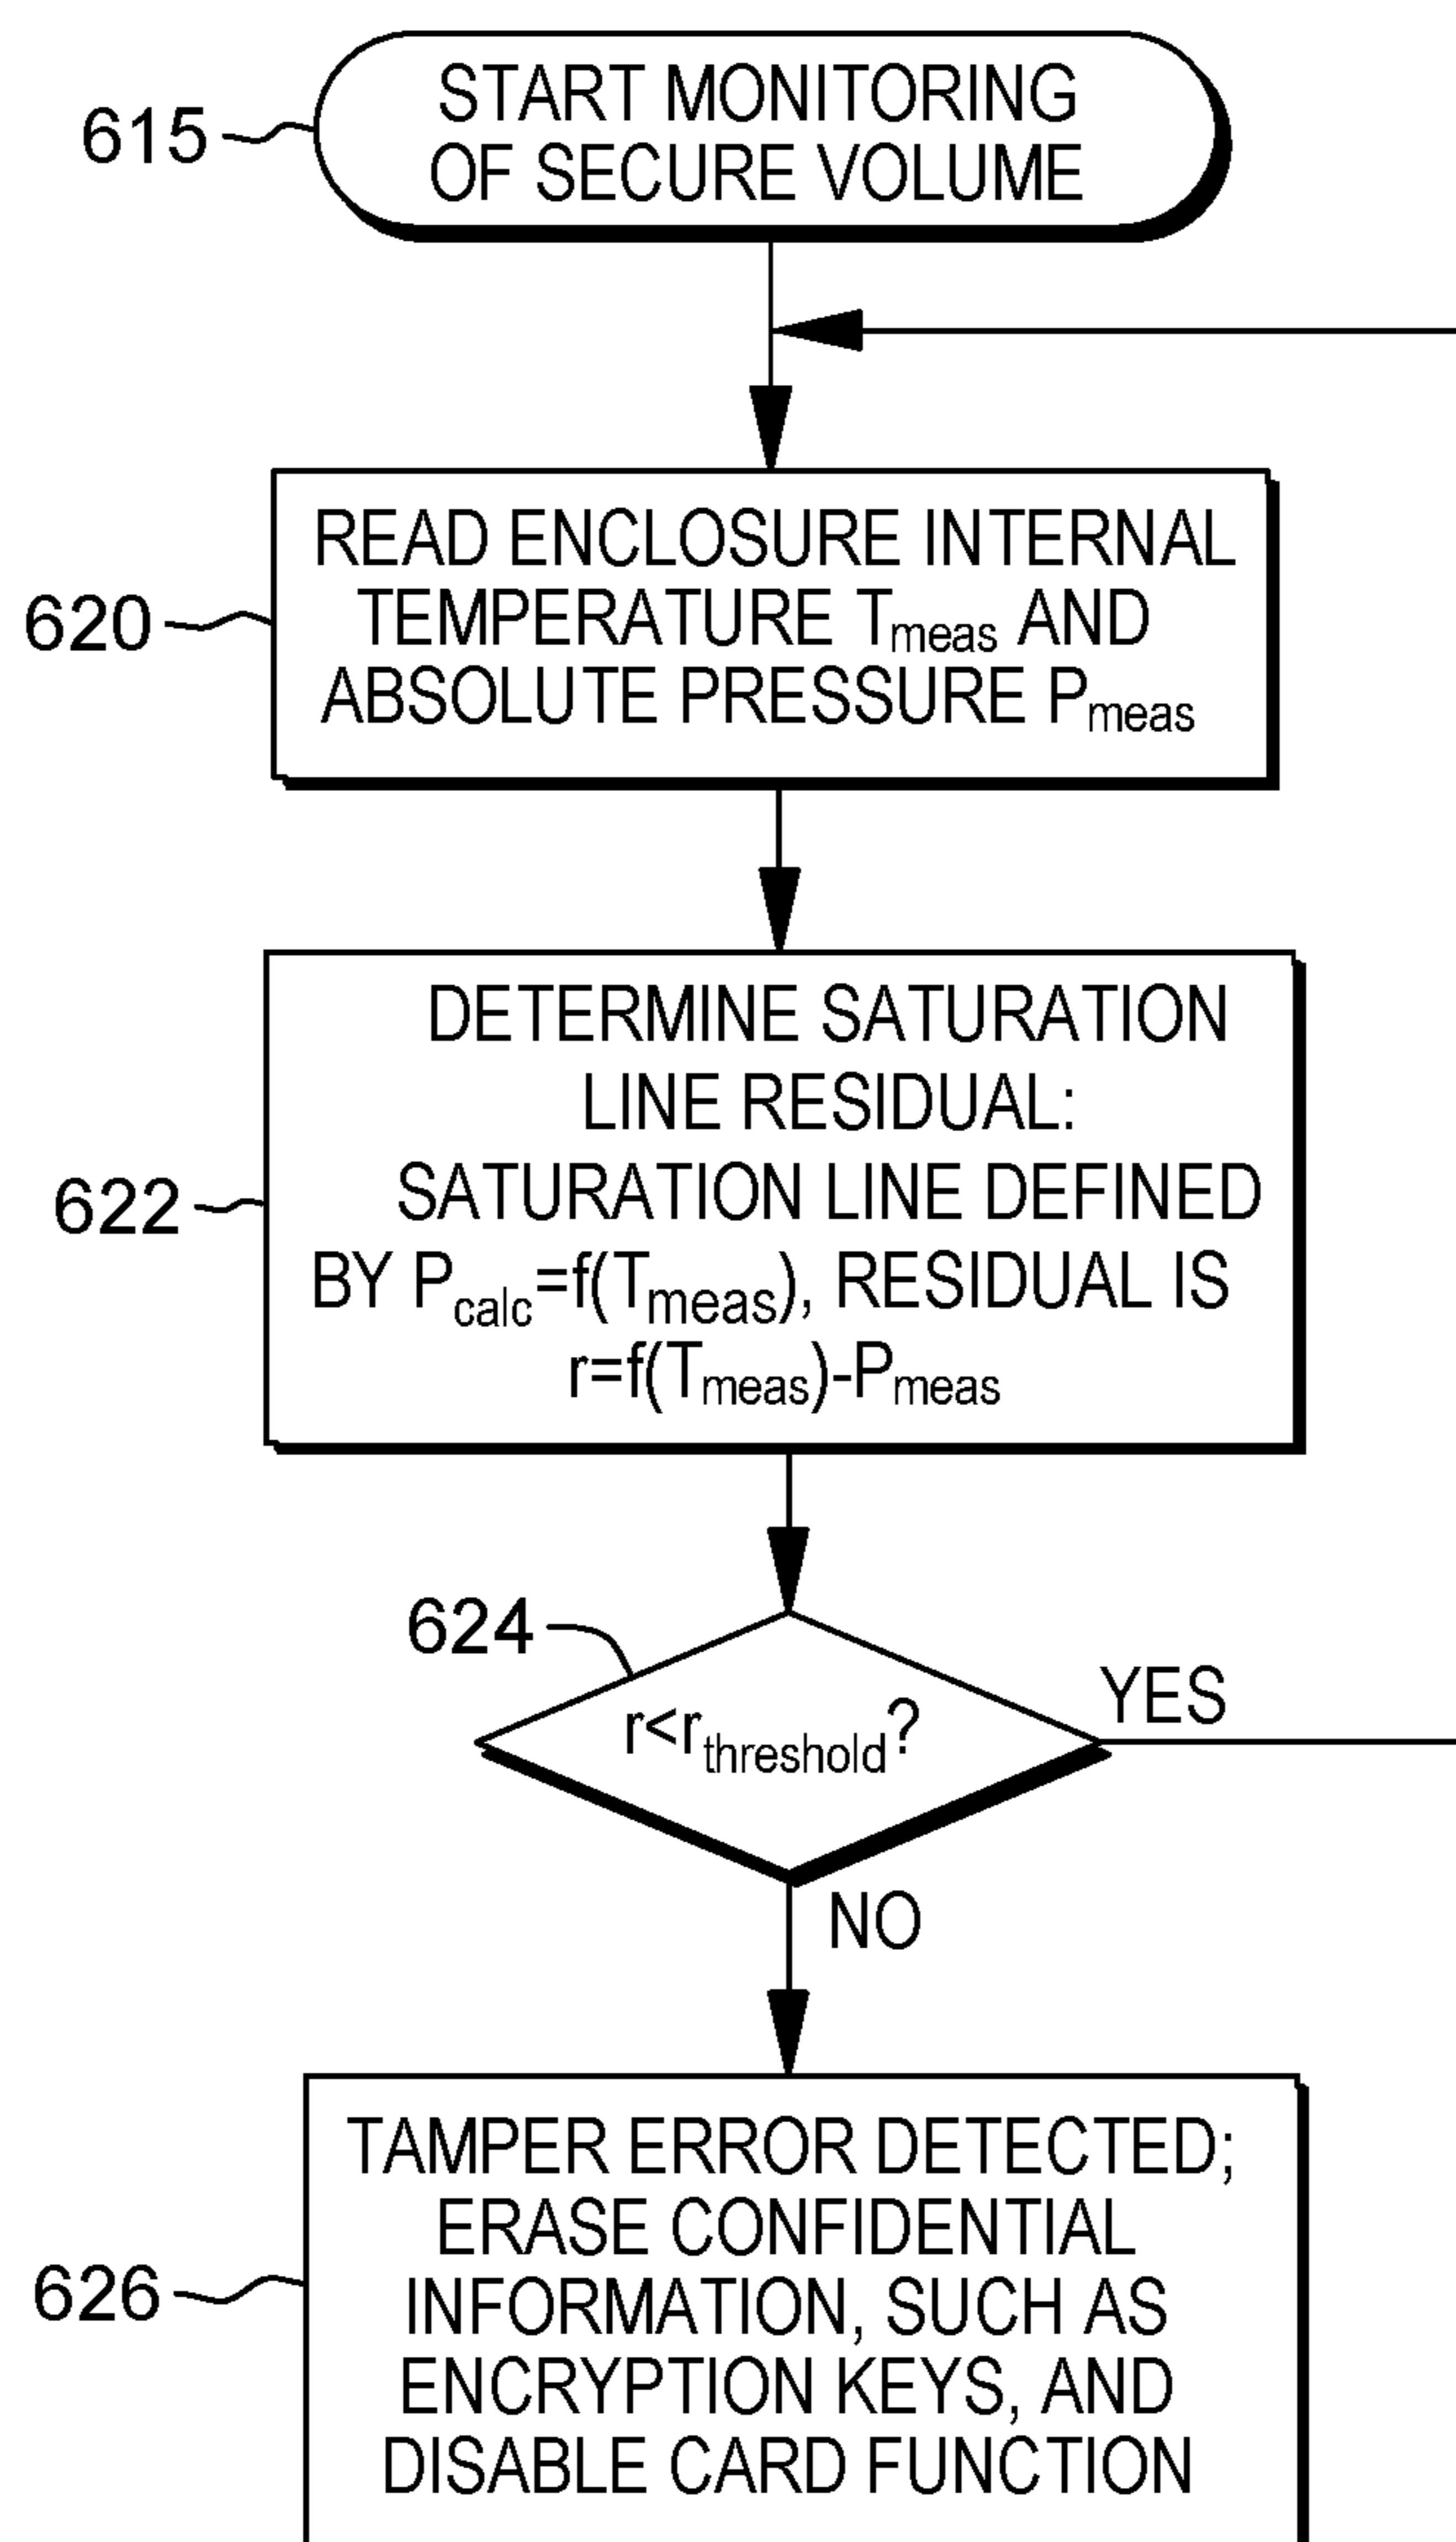 615
START MONITORING
OF SECURE VOLUME
620
READ ENCLOSURE INTERNAL
TEMPERATURE Tmeas AND
ABSOLUTE PRESSURE Pmeas
622
DETERMINE SATURATION
LINE RESIDUAL:
SATURATION LINE DEFINED
BY Pcalc=f(Tmeas), RESIDUAL IS
r=f(Tmeas)-Pmeas
624
r<rthreshold?
YES
NO
626
TAMPER ERROR DETECTED;
ERASE CONFIDENTIAL
INFORMATION, SUCH AS
ENCRYPTION KEYS, AND
DISABLE CARD FUNCTION